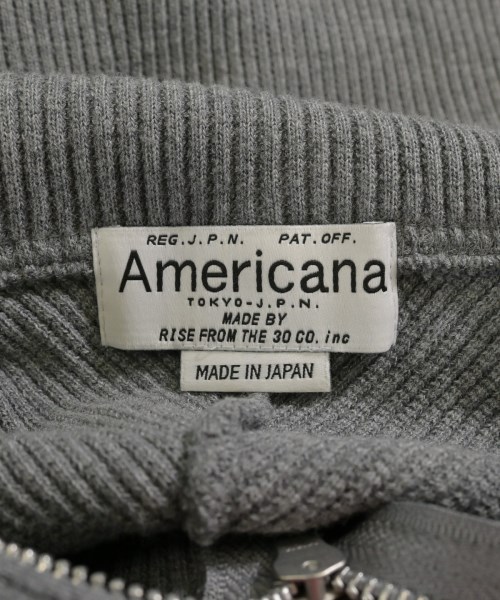 REG.J.P.N. PAT.OFF.
Americana
TOKYO-J.P.N.
MADE BY
RISE FROM THE 30 CO. inc
MADE IN JAPAN